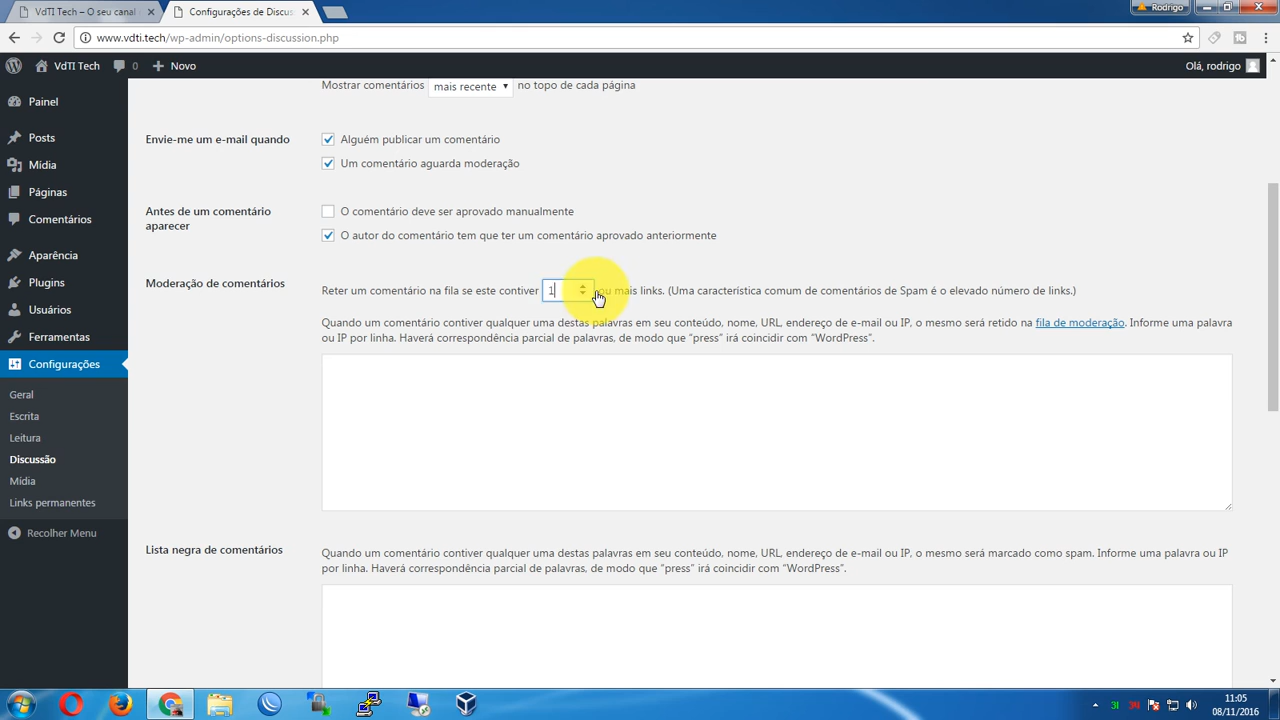 VdTI Tech – O seu canal
Configurações de Discus
Rodrigo
www.vdti.tech/wp-admin/options-discussion.php
VdTI Tech
0
Novo
Olá, rodrigo
Painel
Posts
Mídia
Páginas
Comentários
Aparência
Plugins
Usuários
Ferramentas
Configurações
Geral
Escrita
Leitura
Discussão
Mídia
Links permanentes
Recolher Menu
Mostrar comentários mais recente no topo de cada página
Envie-me um e-mail quando
Alguém publicar um comentário
Um comentário aguarda moderação
Antes de um comentário
aparecer
O comentário deve ser aprovado manualmente
O autor do comentário tem que ter um comentário aprovado anteriormente
Moderação de comentários
Reter um comentário na fila se este contiver 1 ou mais links. (Uma característica comum de comentários de Spam é o elevado número de links.)
Quando um comentário contiver qualquer uma destas palavras em seu conteúdo, nome, URL, endereço de e-mail ou IP, o mesmo será retido na fila de moderação. Informe uma palavra
ou IP por linha. Haverá correspondência parcial de palavras, de modo que “press” irá coincidir com “WordPress”.
Lista negra de comentários
Quando um comentário contiver qualquer uma destas palavras em seu conteúdo, nome, URL, endereço de e-mail ou IP, o mesmo será marcado como spam. Informe uma palavra ou IP
por linha. Haverá correspondência parcial de palavras, de modo que “press” irá coincidir com “WordPress”.
11:05
08/11/2016